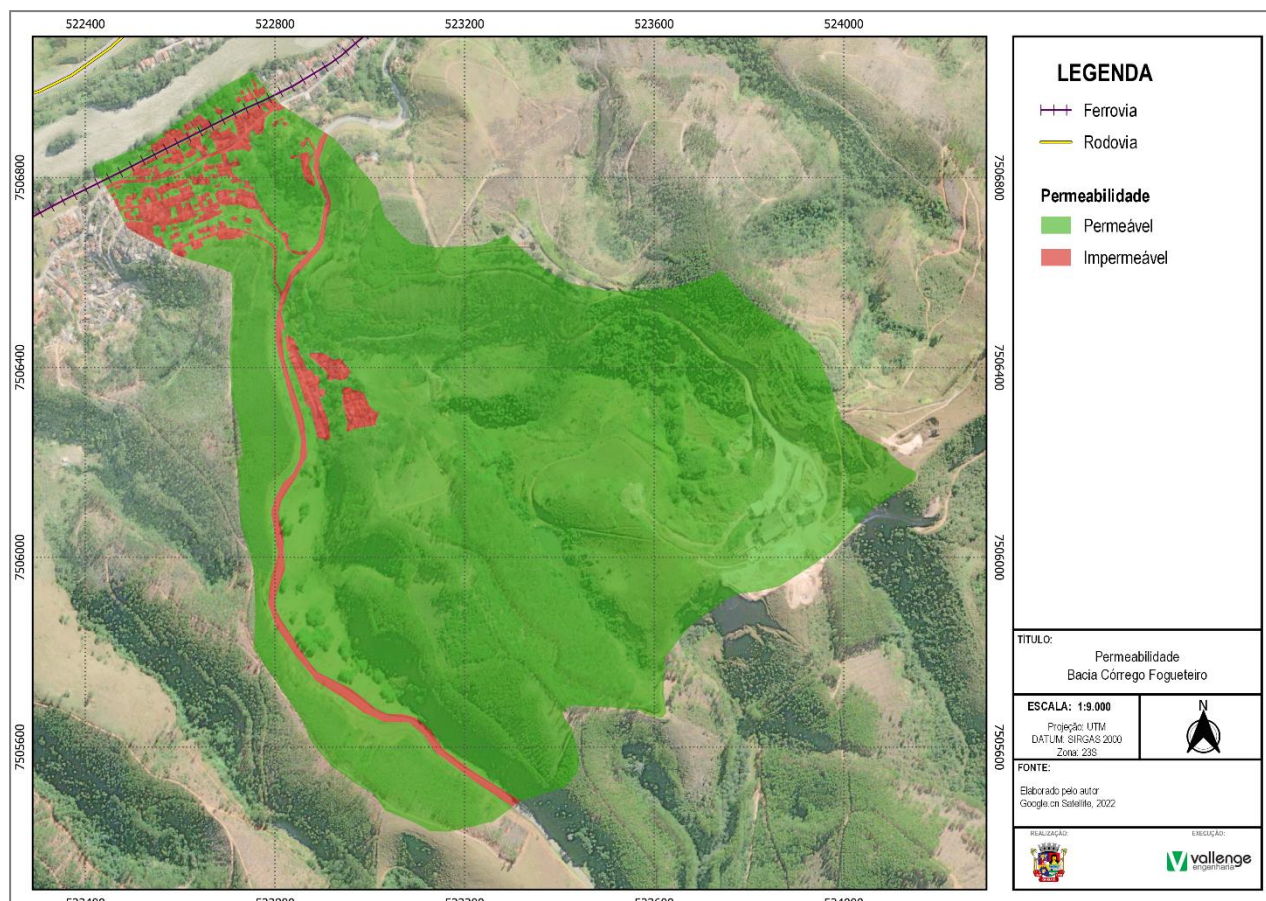 522400 522800 523200 523600 524000
7506800 7506800
7506400 7506400
7506000 7506000
7505600 7505600
LEGENDA
Ferrovia
Rodovia
Permeabilidade
Permeável
Impermeável
TÍTULO:
Permeabilidade
Bacia Córrego Fogueteiro
ESCALA: 1:9.000
Projeção: UTM
DATUM: SIRGAS 2000
Zona: 23S
N
FONTE:
Elaborado pelo autor
Google.cn Satellite, 2022
REALIZAÇÃO:
EXECUÇÃO:
vallenge
engenharia